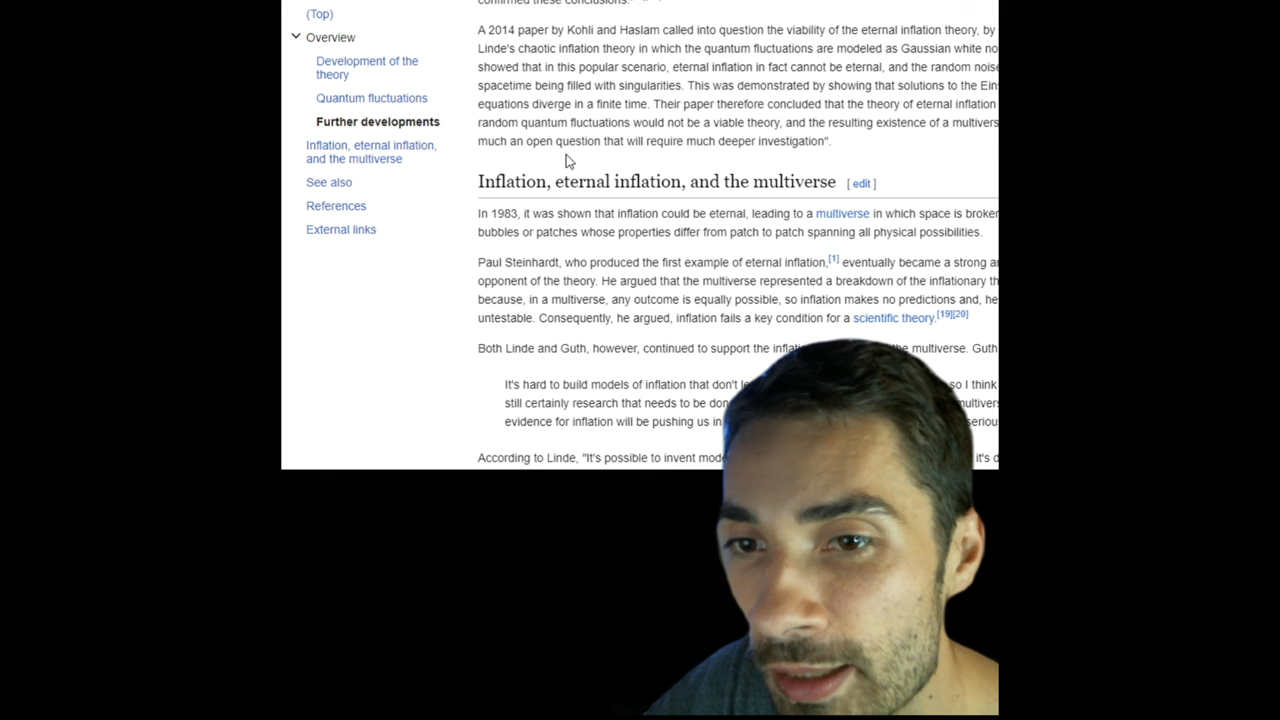 (Top)
Overview
Development of the
theory
Quantum fluctuations
Further developments
Inflation, eternal inflation,
and the multiverse
See also
References
External links
confirmed these conclusions.
A 2014 paper by Kohli and Haslam called into question the viability of the eternal inflation theory, by
Linde's chaotic inflation theory in which the quantum fluctuations are modeled as Gaussian white no
showed that in this popular scenario, eternal inflation in fact cannot be eternal, and the random noise
spacetime being filled with singularities. This was demonstrated by showing that solutions to the Ein
equations diverge in a finite time. Their paper therefore concluded that the theory of eternal inflation
random quantum fluctuations would not be a viable theory, and the resulting existence of a multivers
much an open question that will require much deeper investigation".
Inflation, eternal inflation, and the multiverse [ edit ]
In 1983, it was shown that inflation could be eternal, leading to a multiverse in which space is broken
bubbles or patches whose properties differ from patch to patch spanning all physical possibilities.
Paul Steinhardt, who produced the first example of eternal inflation,[1] eventually became a strong a
opponent of the theory. He argued that the multiverse represented a breakdown of the inflationary th
because, in a multiverse, any outcome is equally possible, so inflation makes no predictions and, he
untestable. Consequently, he argued, inflation fails a key condition for a scientific theory.[19][20]
Both Linde and Guth, however, continued to support the infla the multiverse. Guth
It's hard to build models of inflation that don't le so I think
still certainly research that needs to be don multivers
evidence for inflation will be pushing us in seriou
According to Linde, "It's possible to invent mode it's d